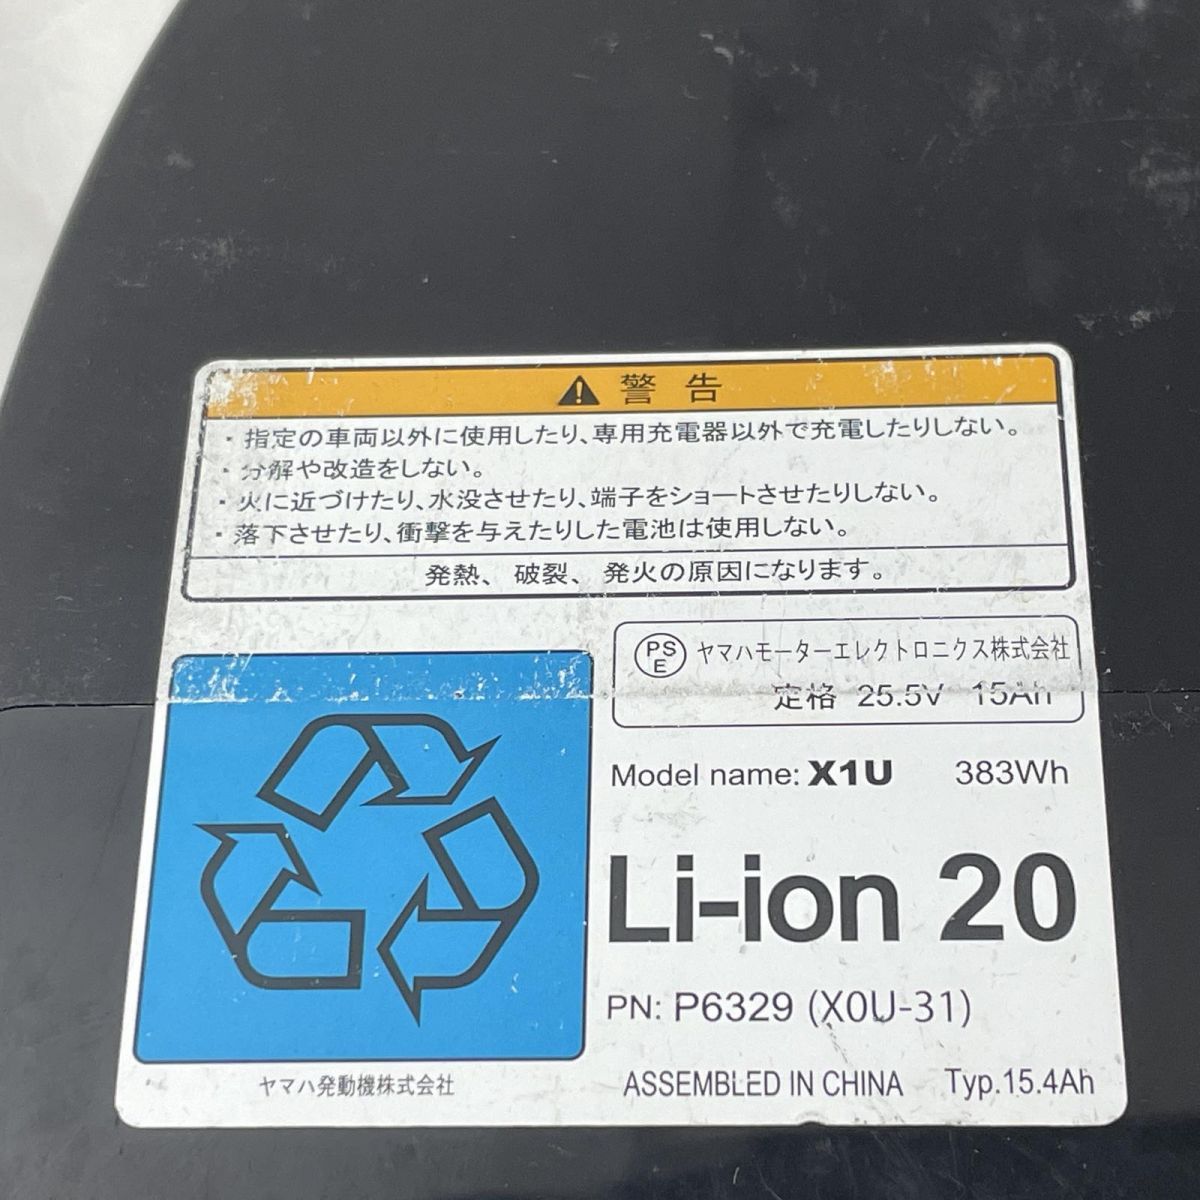 ⚠ 警告
・指定の車両以外に使用したり、専用充電器以外で充電したりしない。
・分解や改造をしない。
・火に近づけたり、水没させたり、端子をショートさせたりしない。
・落下させたり、衝撃を与えたりした電池は使用しない。
発熱、破裂、発火の原因になります。
PSE ヤマハモーターエレクトロニクス株式会社
定格 25.5V 15Ah
Model name: X1U 383Wh
Li-ion 20
PN: P6329 (X0U-31)
ヤマハ発動機株式会社
ASSEMBLED IN CHINA Typ.15.4Ah